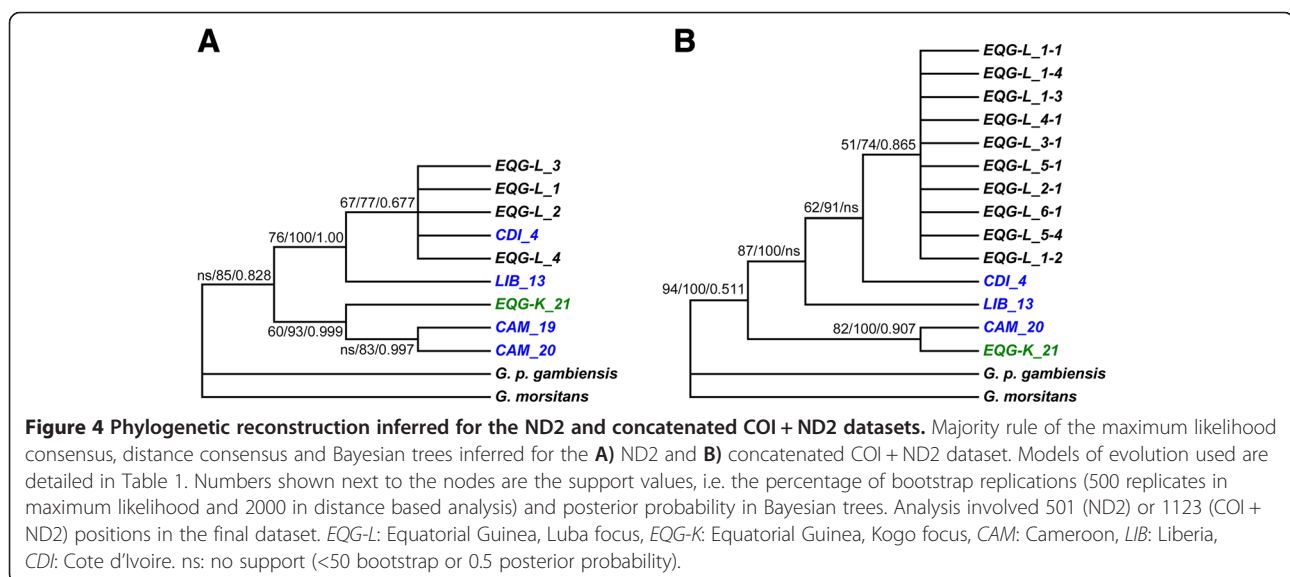 A
EQG-L_3
EQG-L_1
67/77/0.677
EQG-L_2
76/100/1.00
CDI_4
EQG-L_4
ns/85/0.828
LIB_13
EQG-K_21
60/93/0.999
CAM_19
ns/83/0.997
CAM_20
G. p. gambiensis
G. morsitans
B
EQG-L_1-1
EQG-L_1-4
EQG-L_1-3
EQG-L_4-1
51/74/0.865
EQG-L_3-1
EQG-L_5-1
EQG-L_2-1
62/91/ns
EQG-L_6-1
EQG-L_5-4
87/100/ns
EQG-L_1-2
CDI_4
94/100/0.511
LIB_13
82/100/0.907
CAM_20
EQG-K_21
G. p. gambiensis
G. morsitans
Figure 4 Phylogenetic reconstruction inferred for the ND2 and concatenated COI + ND2 datasets. Majority rule of the maximum likelihood
consensus, distance consensus and Bayesian trees inferred for the A) ND2 and B) concatenated COI + ND2 dataset. Models of evolution used are
detailed in Table 1. Numbers shown next to the nodes are the support values, i.e. the percentage of bootstrap replications (500 replicates in
maximum likelihood and 2000 in distance based analysis) and posterior probability in Bayesian trees. Analysis involved 501 (ND2) or 1123 (COI +
ND2) positions in the final dataset. EQG-L: Equatorial Guinea, Luba focus, EQG-K: Equatorial Guinea, Kogo focus, CAM: Cameroon, LIB: Liberia,
CDI: Cote d'Ivoire. ns: no support (<50 bootstrap or 0.5 posterior probability).